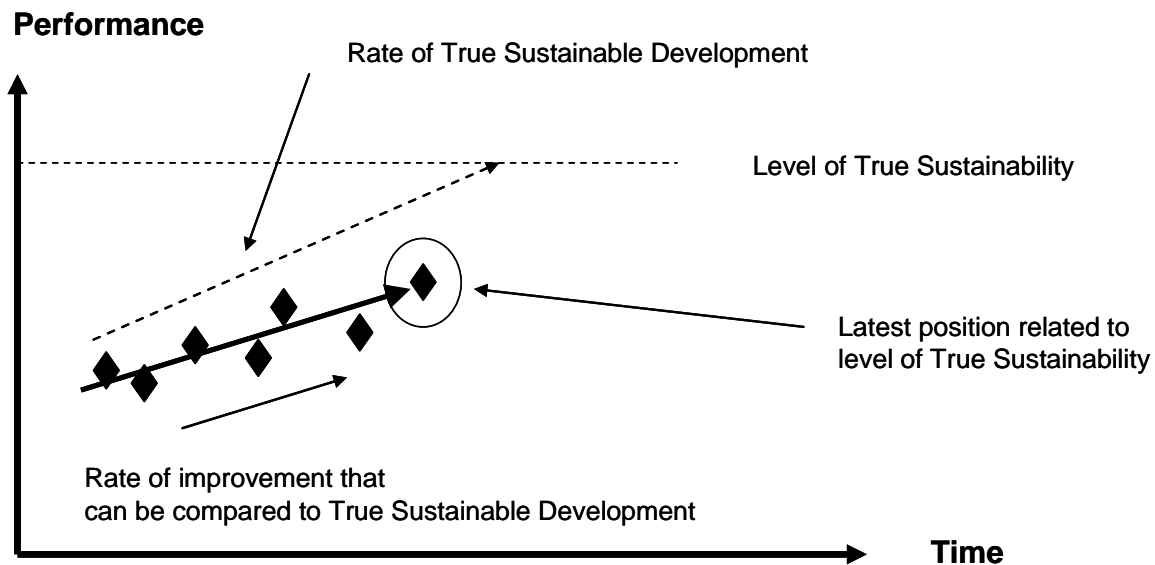 Performance
Rate of True Sustainable Development
Level of True Sustainability
Latest position related to
level of True Sustainability
Rate of improvement that
can be compared to True Sustainable Development
Time